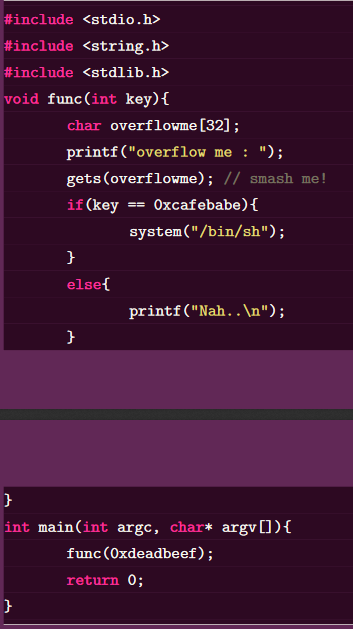 #include <stdio.h>
#include <string.h>
#include <stdlib.h>
void func(int key){
char overflowme[32];
printf("overflow me : ");
gets(overflowme); // smash me!
if(key == 0xcafebabe){
system("/bin/sh");
}
else{
printf("Nah..\n");
}
}
int main(int argc, char* argv[]){
func(0xdeadbeef);
return 0;
}